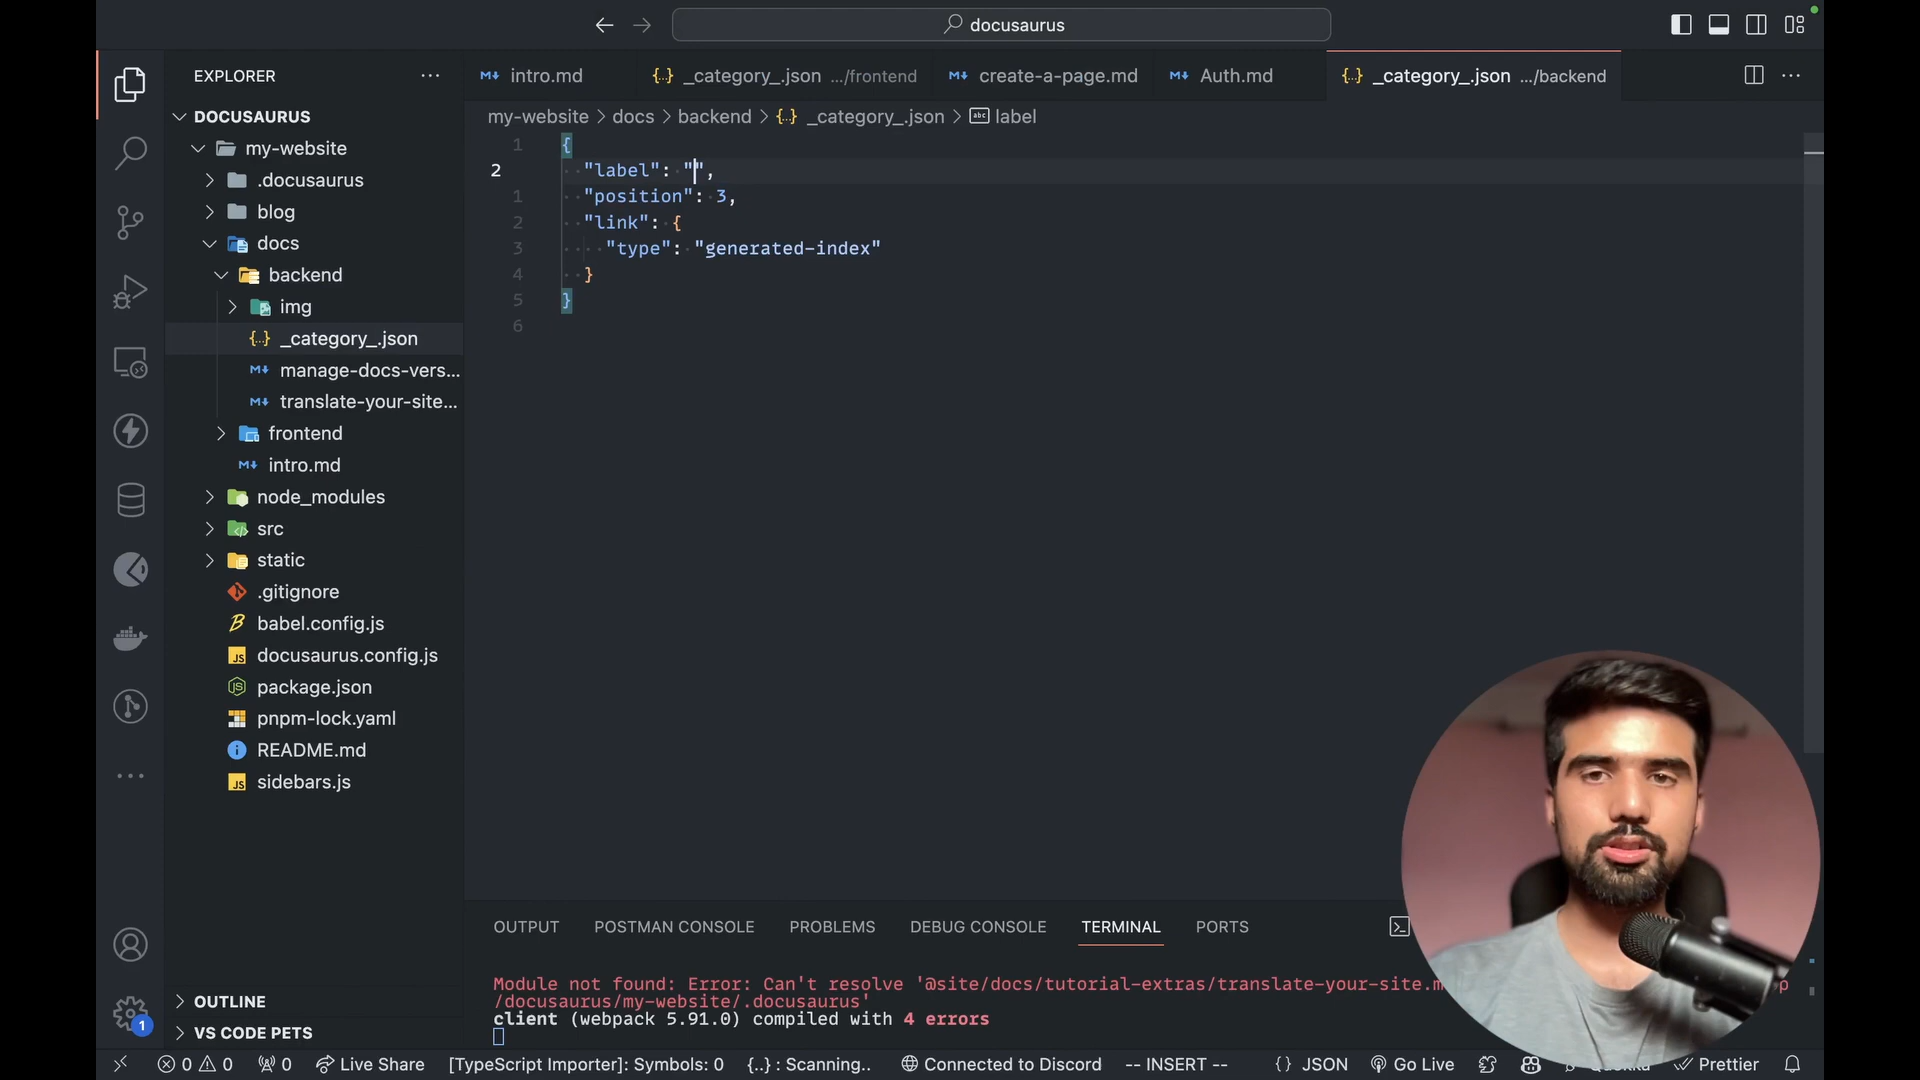 docusaurus
EXPLORER
intro.md
_category_.json .../frontend
create-a-page.md
Auth.md
_category_.json .../backend
my-website > docs > backend > {..} _category_.json > label
DOCUSAURUS
my-website
.docusaurus
blog
docs
backend
img
_category_.json
manage-docs-vers...
translate-your-site...
frontend
intro.md
node_modules
src
static
.gitignore
babel.config.js
docusaurus.config.js
package.json
pnpm-lock.yaml
README.md
sidebars.js
OUTLINE
VS CODE PETS
1 {
2 "label": "",
1 "position": 3,
2 "link": {
3 "type": "generated-index"
4 }
5 }
6
OUTPUT
POSTMAN CONSOLE
PROBLEMS
DEBUG CONSOLE
TERMINAL
PORTS
Module not found: Error: Can't resolve '@site/docs/tutorial-extras/translate-your-site.m
/docusaurus/my-website/.docusaurus'
client (webpack 5.91.0) compiled with 4 errors
1
0 0 0 Live Share [TypeScript Importer]: Symbols: 0 {..} : Scanning.. Connected to Discord -- INSERT -- {} JSON Go Live Prettier